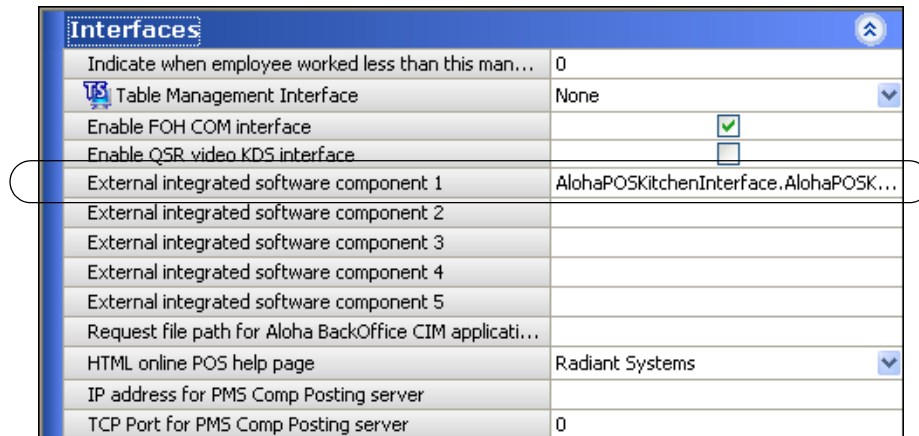 Interfaces
Indicate when employee worked less than this man... 0
TS Table Management Interface None
Enable FOH COM interface
Enable QSR video KDS interface
External integrated software component 1 AlohaPOSKitchenInterface.AlohaPOSK...
External integrated software component 2
External integrated software component 3
External integrated software component 4
External integrated software component 5
Request file path for Aloha BackOffice CIM applicati...
HTML online POS help page Radiant Systems
IP address for PMS Comp Posting server
TCP Port for PMS Comp Posting server 0